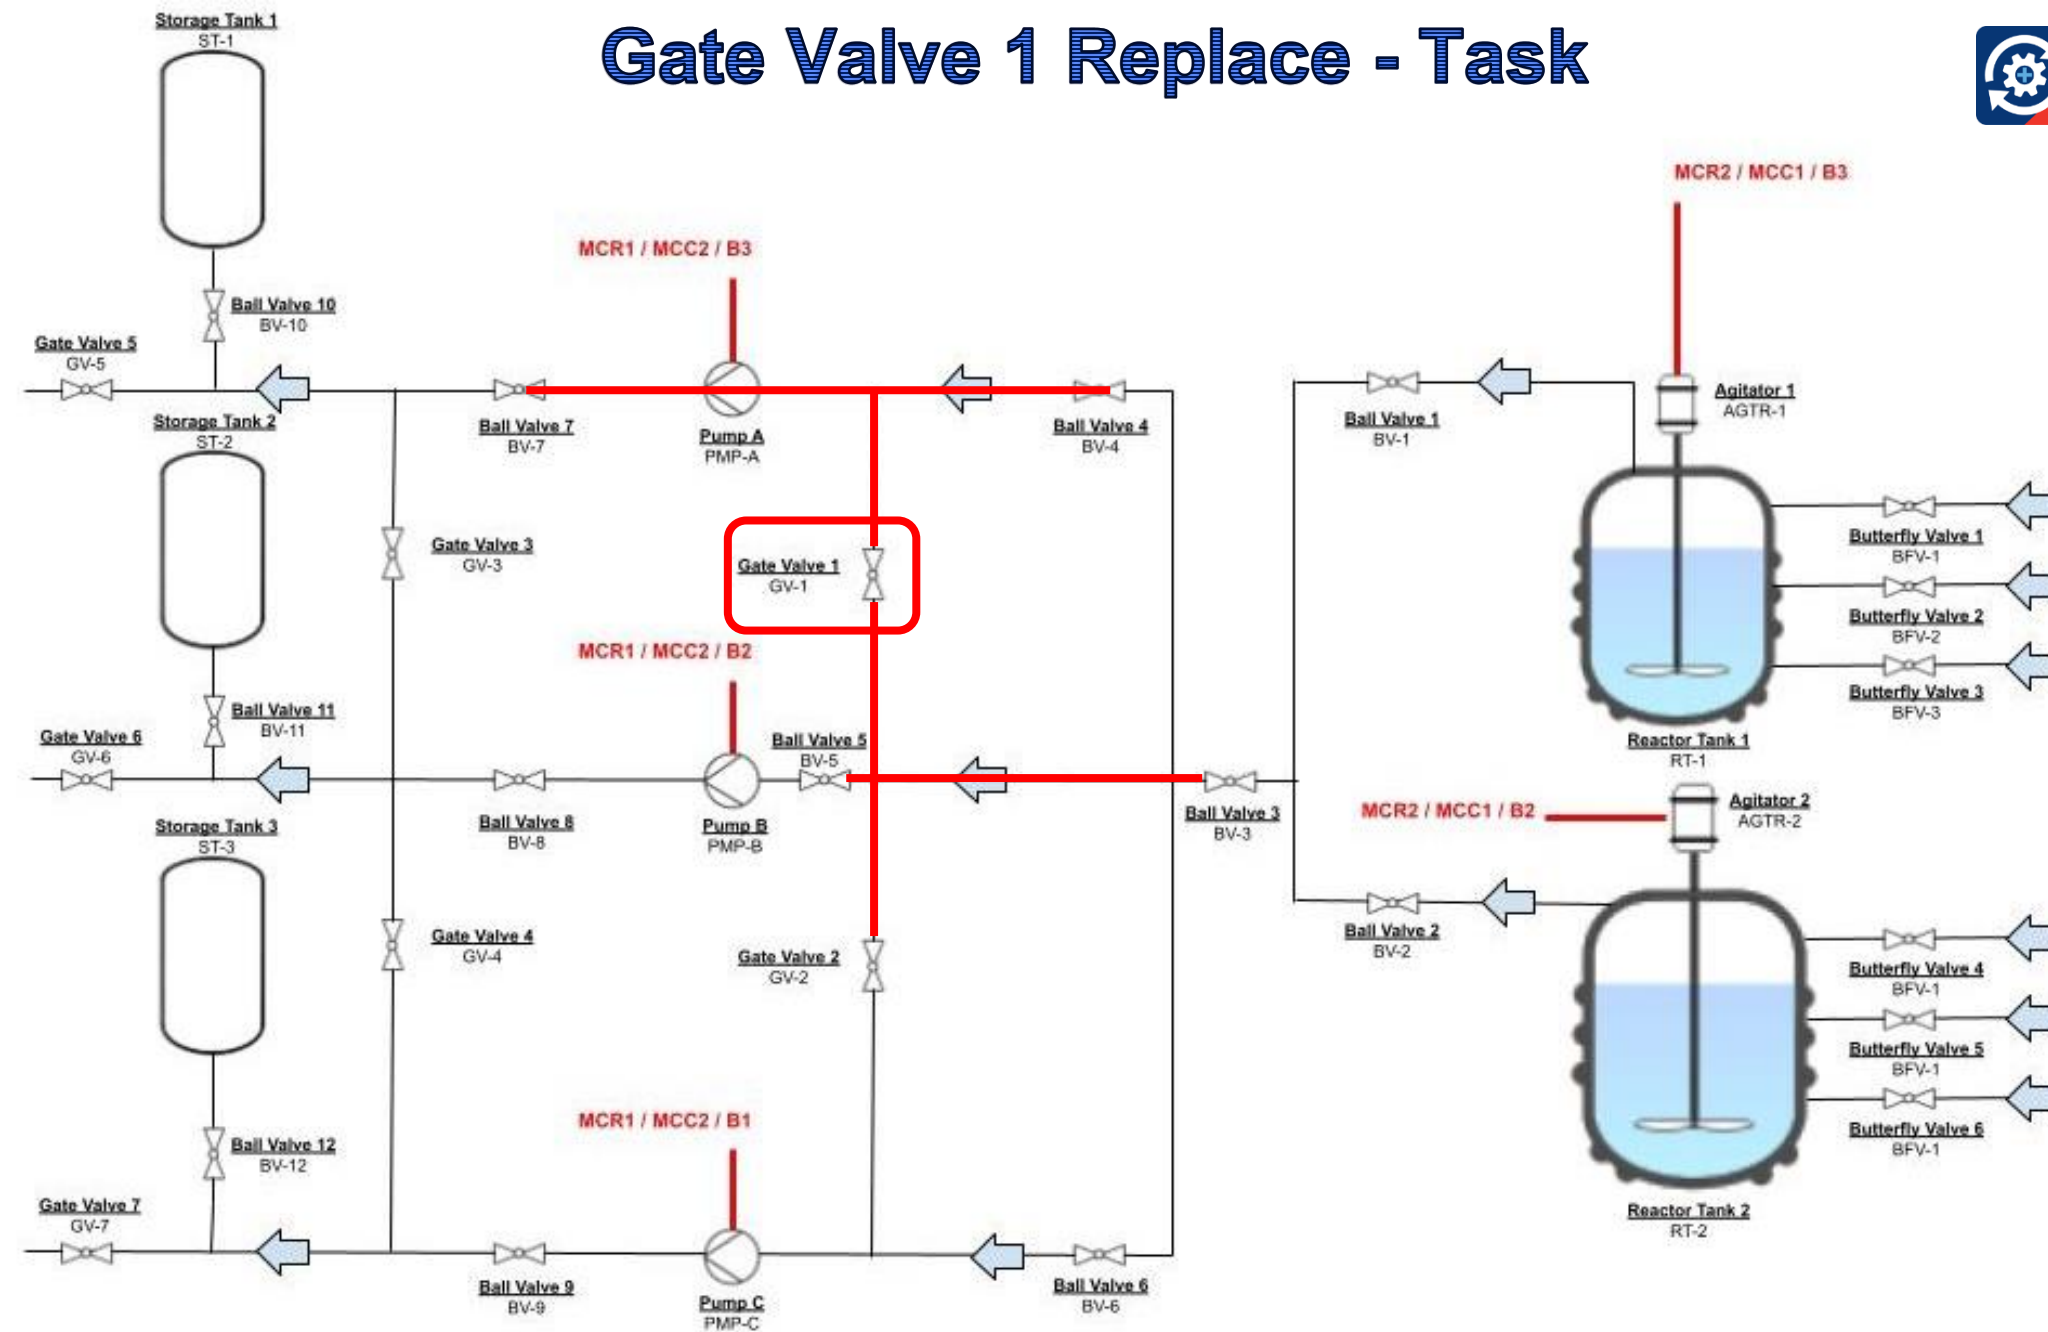 Gate Valve 1 Replace - Task
Storage Tank 1
ST-1
MCR2 / MCC1 / B3
MCR1 / MCC2 / B3
Ball Valve 10
BV-10
Gate Valve 5
GV-5
Storage Tank 2
ST-2
Ball Valve 7
BV-7
Pump A
PMP-A
Ball Valve 4
BV-4
Ball Valve 1
BV-1
Agitator 1
AGTR-1
Gate Valve 3
GV-3
Gate Valve 1
GV-1
Butterfly Valve 1
BFV-1
Butterfly Valve 2
BFV-2
Butterfly Valve 3
BFV-3
MCR1 / MCC2 / B2
Ball Valve 11
BV-11
Gate Valve 6
GV-6
Ball Valve 5
BV-5
Reactor Tank 1
RT-1
Storage Tank 3
ST-3
Ball Valve 8
BV-8
Pump B
PMP-B
Ball Valve 3
BV-3
MCR2 / MCC1 / B2
Agitator 2
AGTR-2
Gate Valve 4
GV-4
Gate Valve 2
GV-2
Ball Valve 2
BV-2
Butterfly Valve 4
BFV-1
Butterfly Valve 5
BFV-1
Butterfly Valve 6
BFV-1
MCR1 / MCC2 / B1
Ball Valve 12
BV-12
Gate Valve 7
GV-7
Reactor Tank 2
RT-2
Ball Valve 9
BV-9
Pump C
PMP-C
Ball Valve 6
BV-6